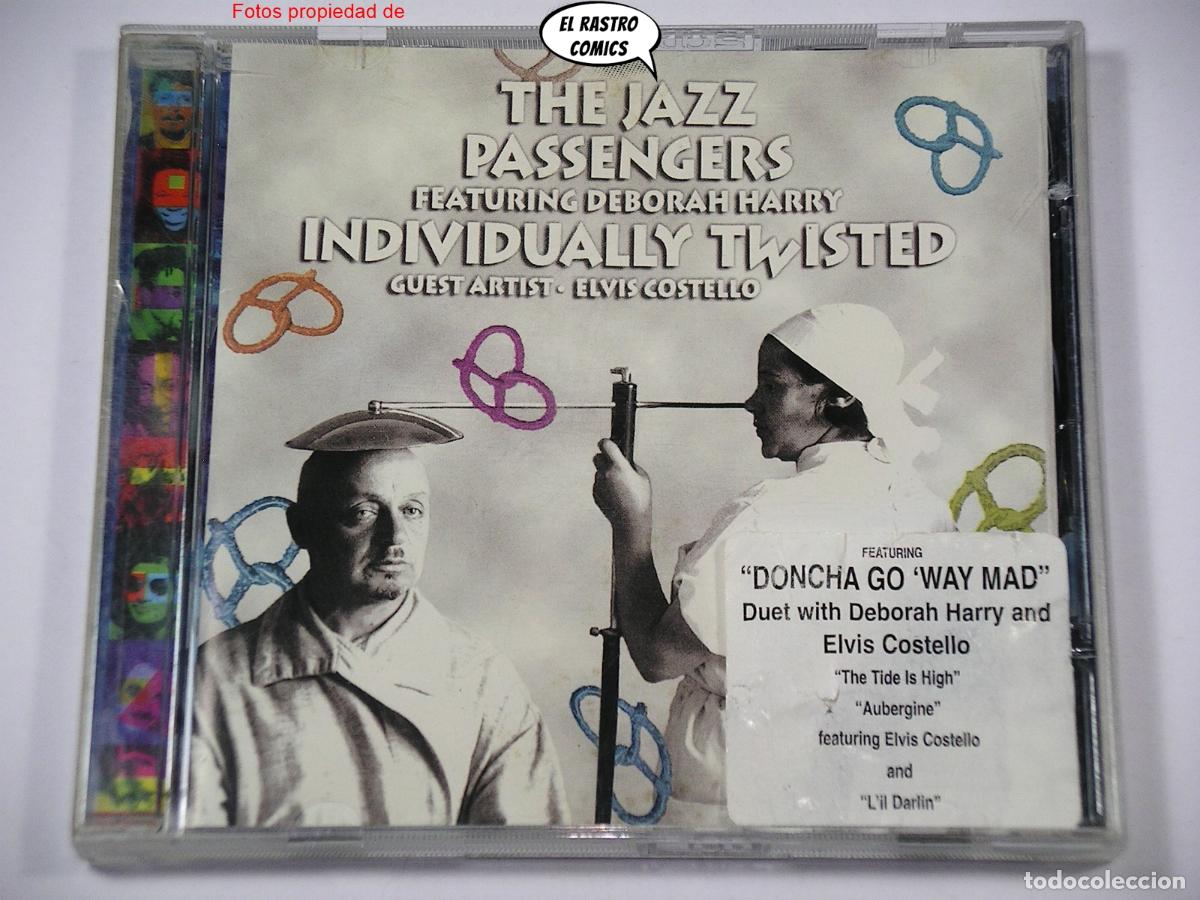 Fotos propiedad de
EL RASTRO
COMICS
THE JAZZ
PASSENGERS
FEATURING DEBORAH HARRY
INDIVIDUALLY TWISTED
GUEST ARTIST · ELVIS COSTELLO
FEATURING
"DONCHA GO 'WAY MAD"
Duet with Deborah Harry and
Elvis Costello
"The Tide Is High"
"Aubergine"
featuring Elvis Costello
and
"L'il Darlin"
todocoleccion